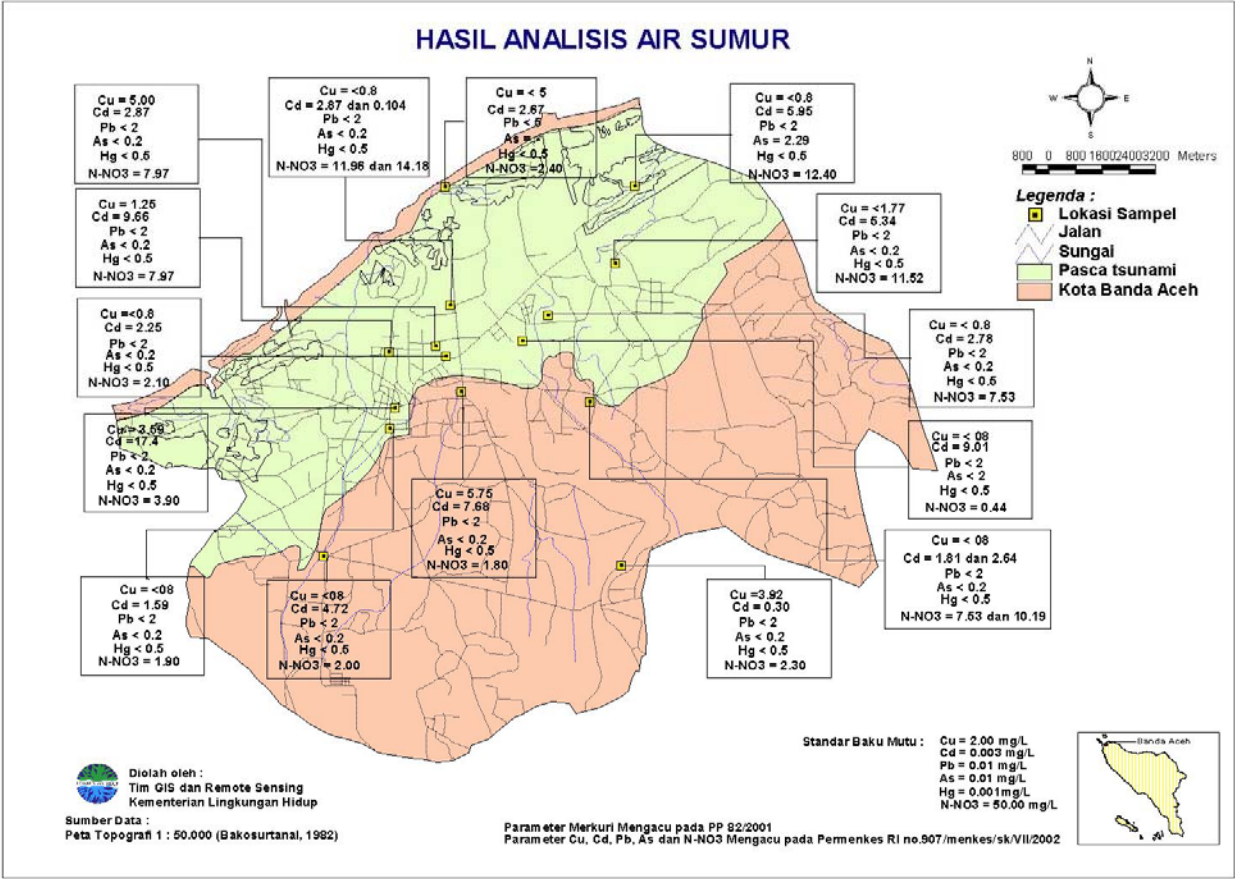 HASIL ANALISIS AIR SUMUR
Cu = 5.00
Cd = 2.87
Pb < 2
As < 0.2
Hg < 0.5
N-NO3 = 7.97
Cu = <0.8
Cd = 2.87 dan 0.104
Pb < 2
As < 0.2
Hg < 0.5
N-NO3 = 11.96 dan 14.18
Cu = < 5
Cd = 2.67
Pb < 5
As = -
Hg < 0.5
N-NO3 =2.40
Cu = <0.8
Cd = 5.95
Pb < 2
As = 2.29
Hg < 0.5
N-NO3 = 12.40
N
W
E
S
800 0 800 1600 2400 3200 Meters
Cu = 1.25
Cd = 9.66
Pb < 2
As < 0.2
Hg < 0.5
N-NO3 = 7.97
Cu = <1.77
Cd = 5.34
Pb < 2
As < 0.2
Hg < 0.5
N-NO3 = 11.52
Legenda :
Lokasi Sampel
Jalan
Sungai
Pasca tsunami
Kota Banda Aceh
Cu =<0.8
Cd = 2.25
Pb < 2
As < 0.2
Hg < 0.5
N-NO3 = 2.10
Cu = < 0.8
Cd = 2.78
Pb < 2
As < 0.2
Hg < 0.5
N-NO3 = 7.53
Cu = 3.59
Cd =17.4
Pb < 2
As < 0.2
Hg < 0.5
N-NO3 = 3.90
Cu = < 08
Cd = 9.01
Pb < 2
As < 2
Hg < 0.5
N-NO3 = 0.44
Cu = 5.75
Cd = 7.68
Pb < 2
As < 0.2
Hg < 0.5
N-NO3 = 1.80
Cu = < 08
Cd = 1.81 dan 2.64
Pb < 2
As < 0.2
Hg < 0.5
N-NO3 = 7.53 dan 10.19
Cu = <08
Cd = 1.59
Pb < 2
As < 0.2
Hg < 0.5
N-NO3 = 1.90
Cu = <08
Cd = 4.72
Pb < 2
As < 0.2
Hg < 0.5
N-NO3 = 2.00
Cu =3.92
Cd = 0.30
Pb < 2
As < 0.2
Hg < 0.5
N-NO3 = 2.30
Standar Baku Mutu :
Cu = 2.00 mg/L
Cd = 0.003 mg/L
Pb = 0.01 mg/L
As = 0.01 mg/L
Hg = 0.001mg/L
N-NO3 = 50.00 mg/L
Banda Aceh
Diolah oleh :
Tim GIS dan Remote Sensing
Kementerian Lingkungan Hidup
Sumber Data :
Peta Topografi 1 : 50.000 (Bakosurtanal, 1982)
Parameter Merkuri Mengacu pada PP 82/2001
Parameter Cu, Cd, Pb, As dan N-NO3 Mengacu pada Permenkes RI no.907/menkes/sk/VII/2002